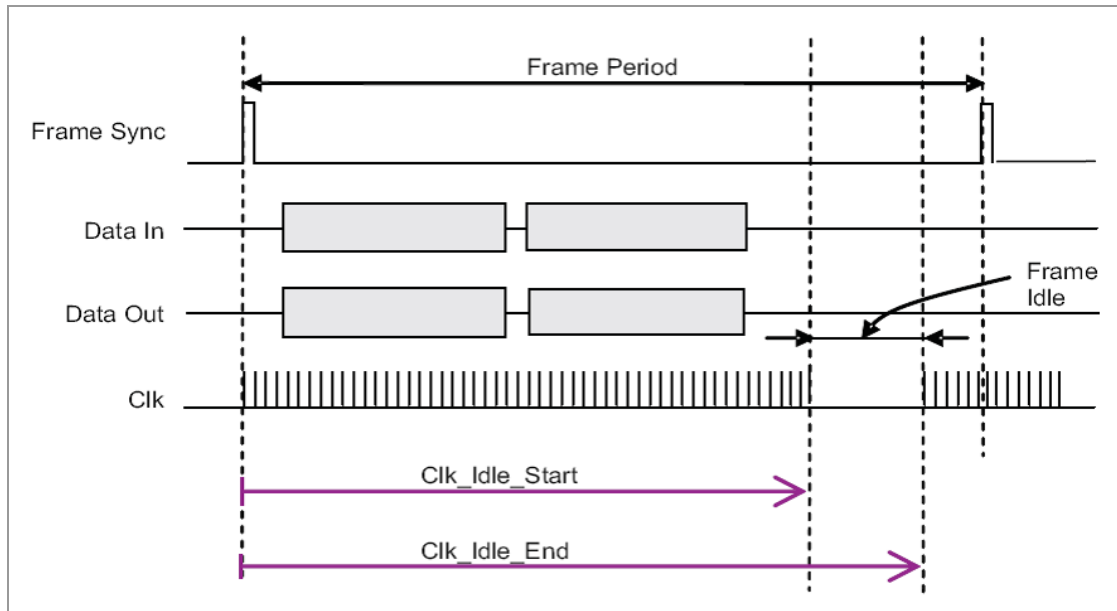 Frame Period
Frame Sync
Data In
Frame
Idle
Data Out
Clk
Clk_Idle_Start
Clk_Idle_End